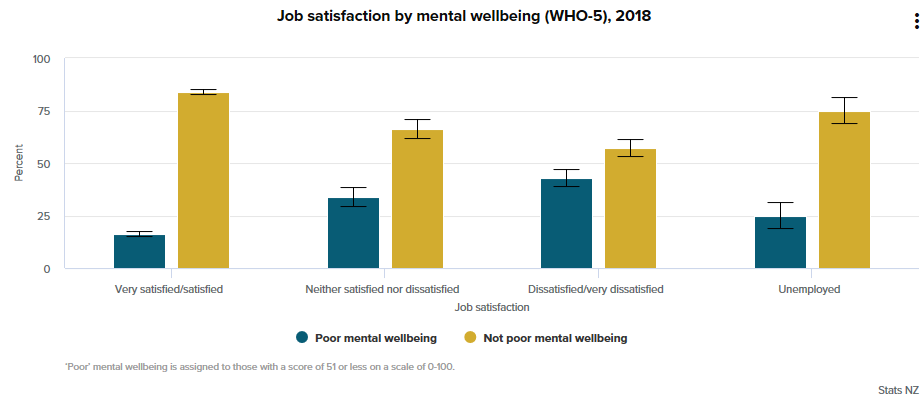 Job satisfaction by mental wellbeing (WHO-5), 2018
Percent
100
75
50
25
0
Very satisfied/satisfied
Neither satisfied nor dissatisfied
Dissatisfied/very dissatisfied
Unemployed
Job satisfaction
Poor mental wellbeing
Not poor mental wellbeing
'Poor' mental wellbeing is assigned to those with a score of 51 or less on a scale of 0-100.
Stats NZ